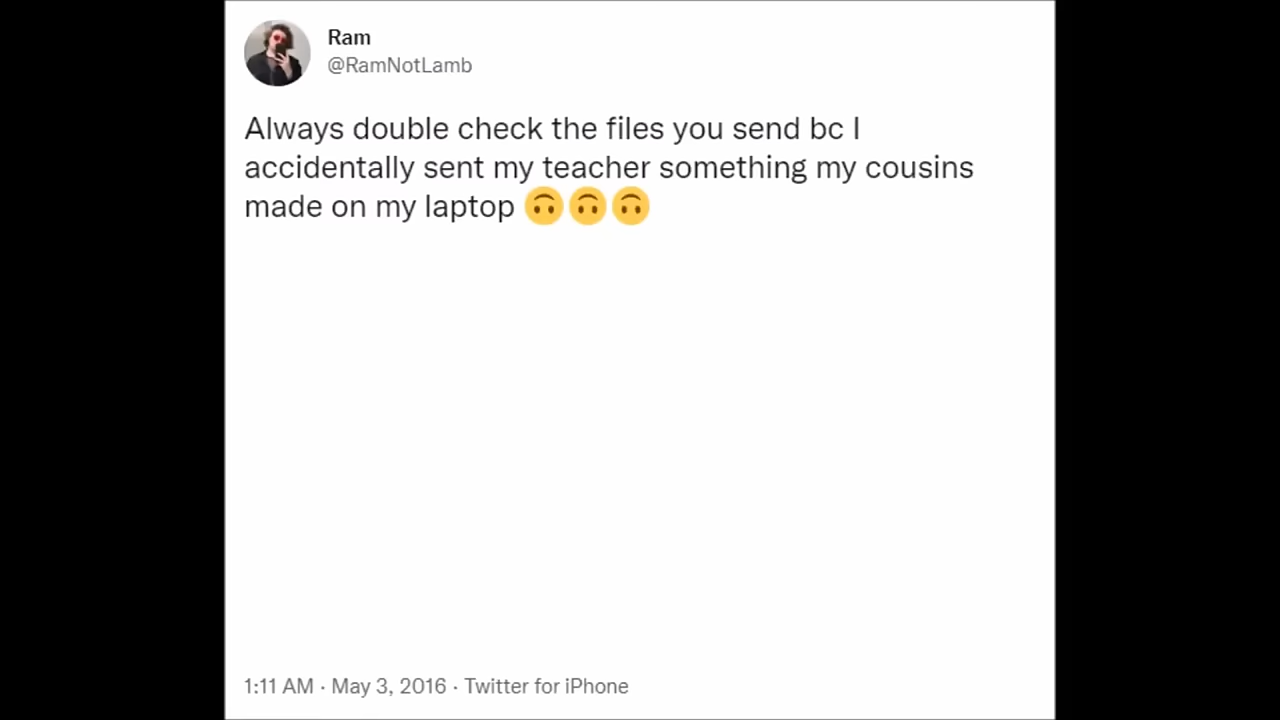 Ram
@RamNotLamb
Always double check the files you send bc I
accidentally sent my teacher something my cousins
made on my laptop 🙃🙃🙃
1:11 AM · May 3, 2016 · Twitter for iPhone